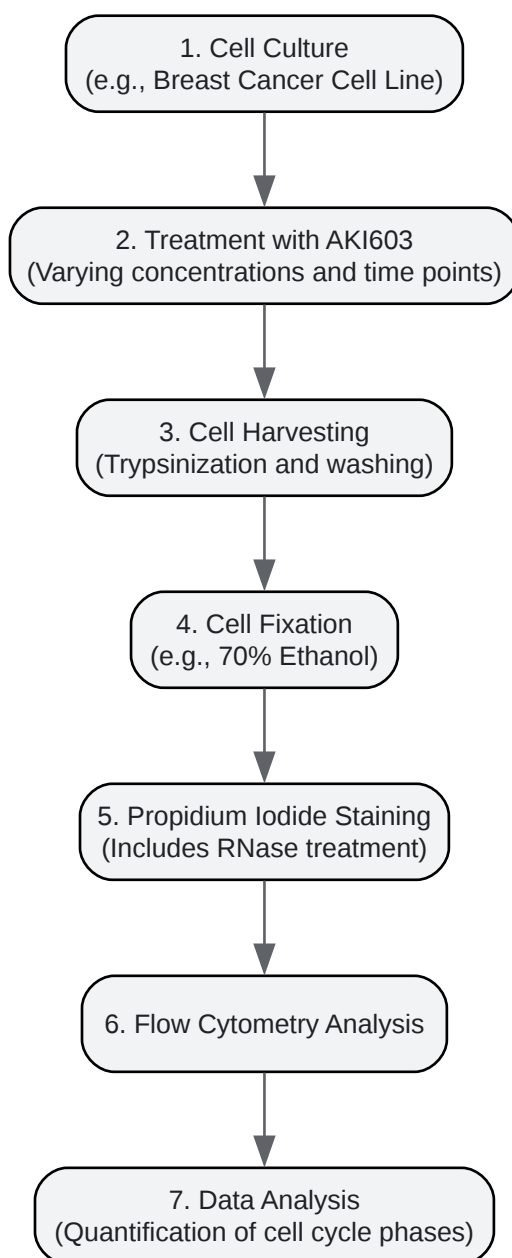 1. Cell Culture
(e.g., Breast Cancer Cell Line)
2. Treatment with AKI603
(Varying concentrations and time points)
3. Cell Harvesting
(Trypsinization and washing)
4. Cell Fixation
(e.g., 70% Ethanol)
5. Propidium Iodide Staining
(Includes RNase treatment)
6. Flow Cytometry Analysis
7. Data Analysis
(Quantification of cell cycle phases)